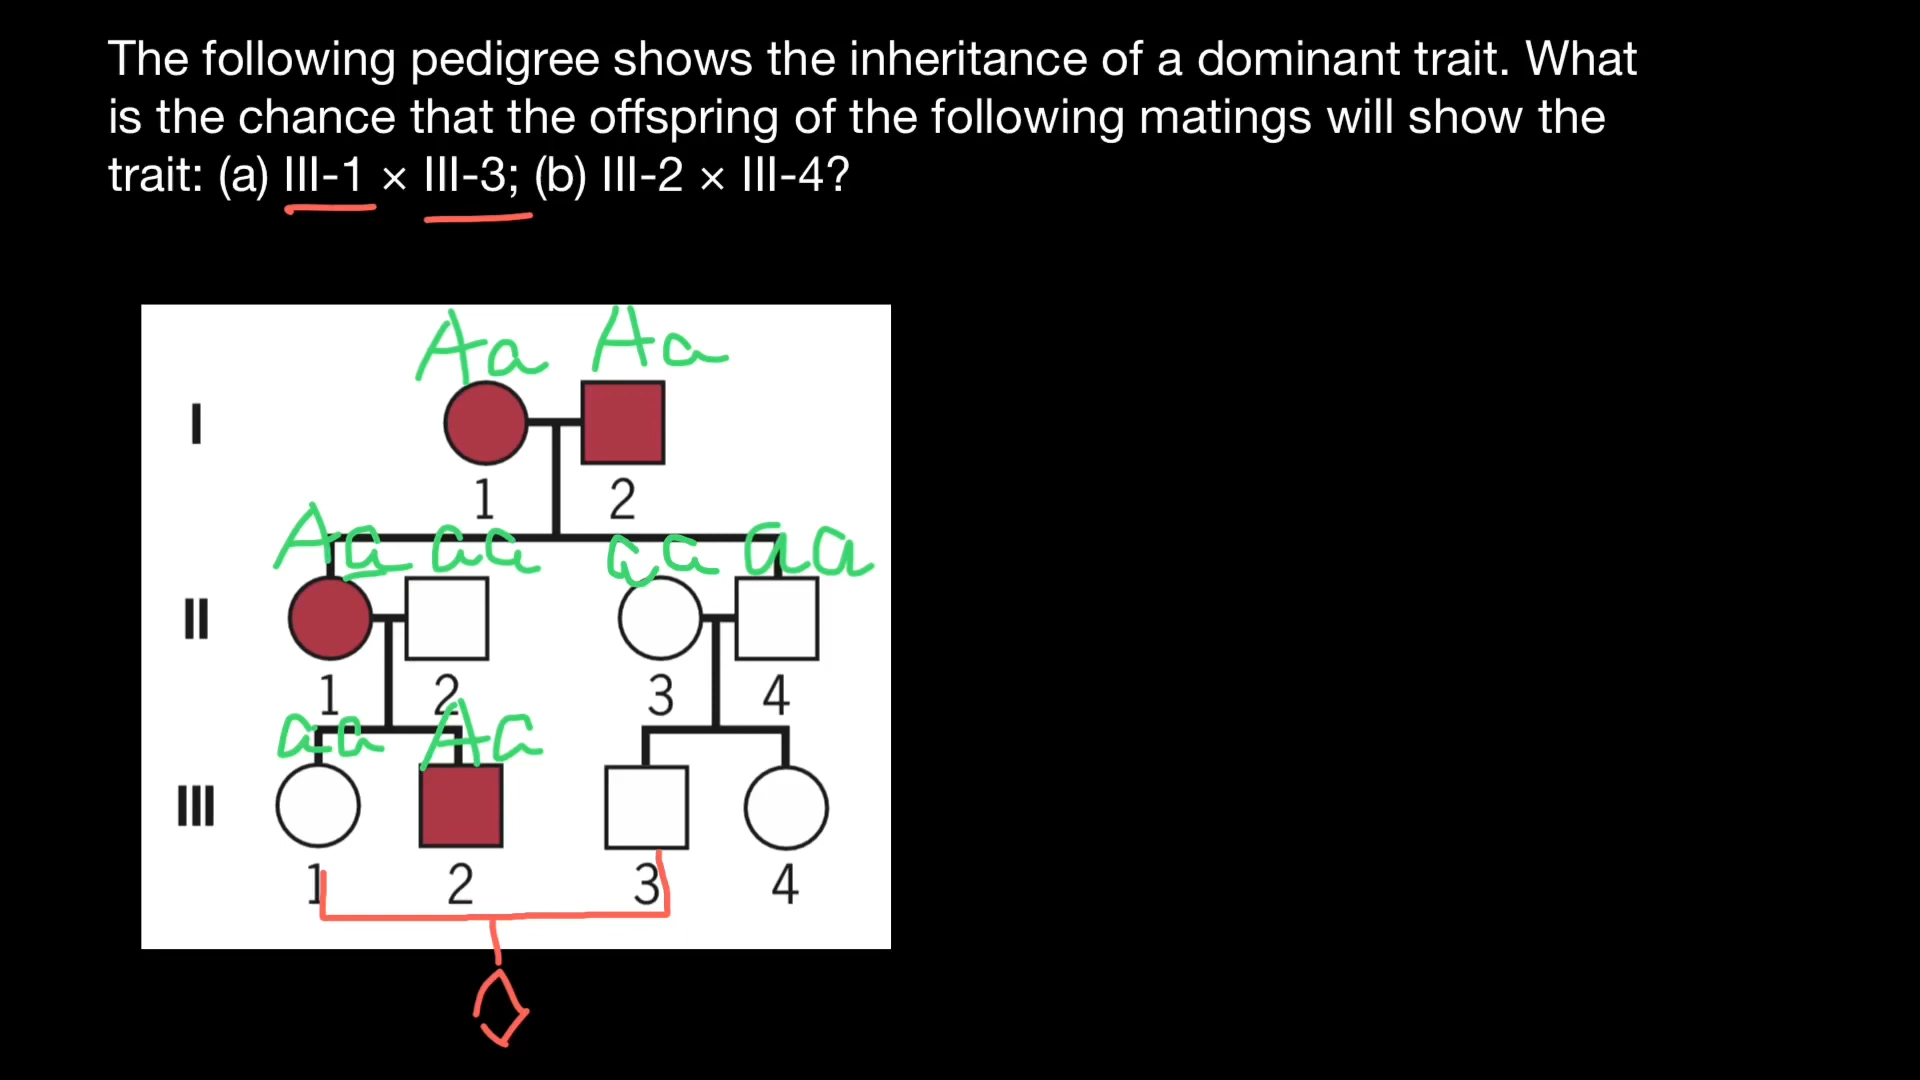 The following pedigree shows the inheritance of a dominant trait. What
is the chance that the offspring of the following matings will show the
trait: (a) III-1 × III-3; (b) III-2 × III-4?
Aa Aa
I
1 2
Aa aa aa aa
II
1 2 3 4
aa Aa
III
1 2 3 4